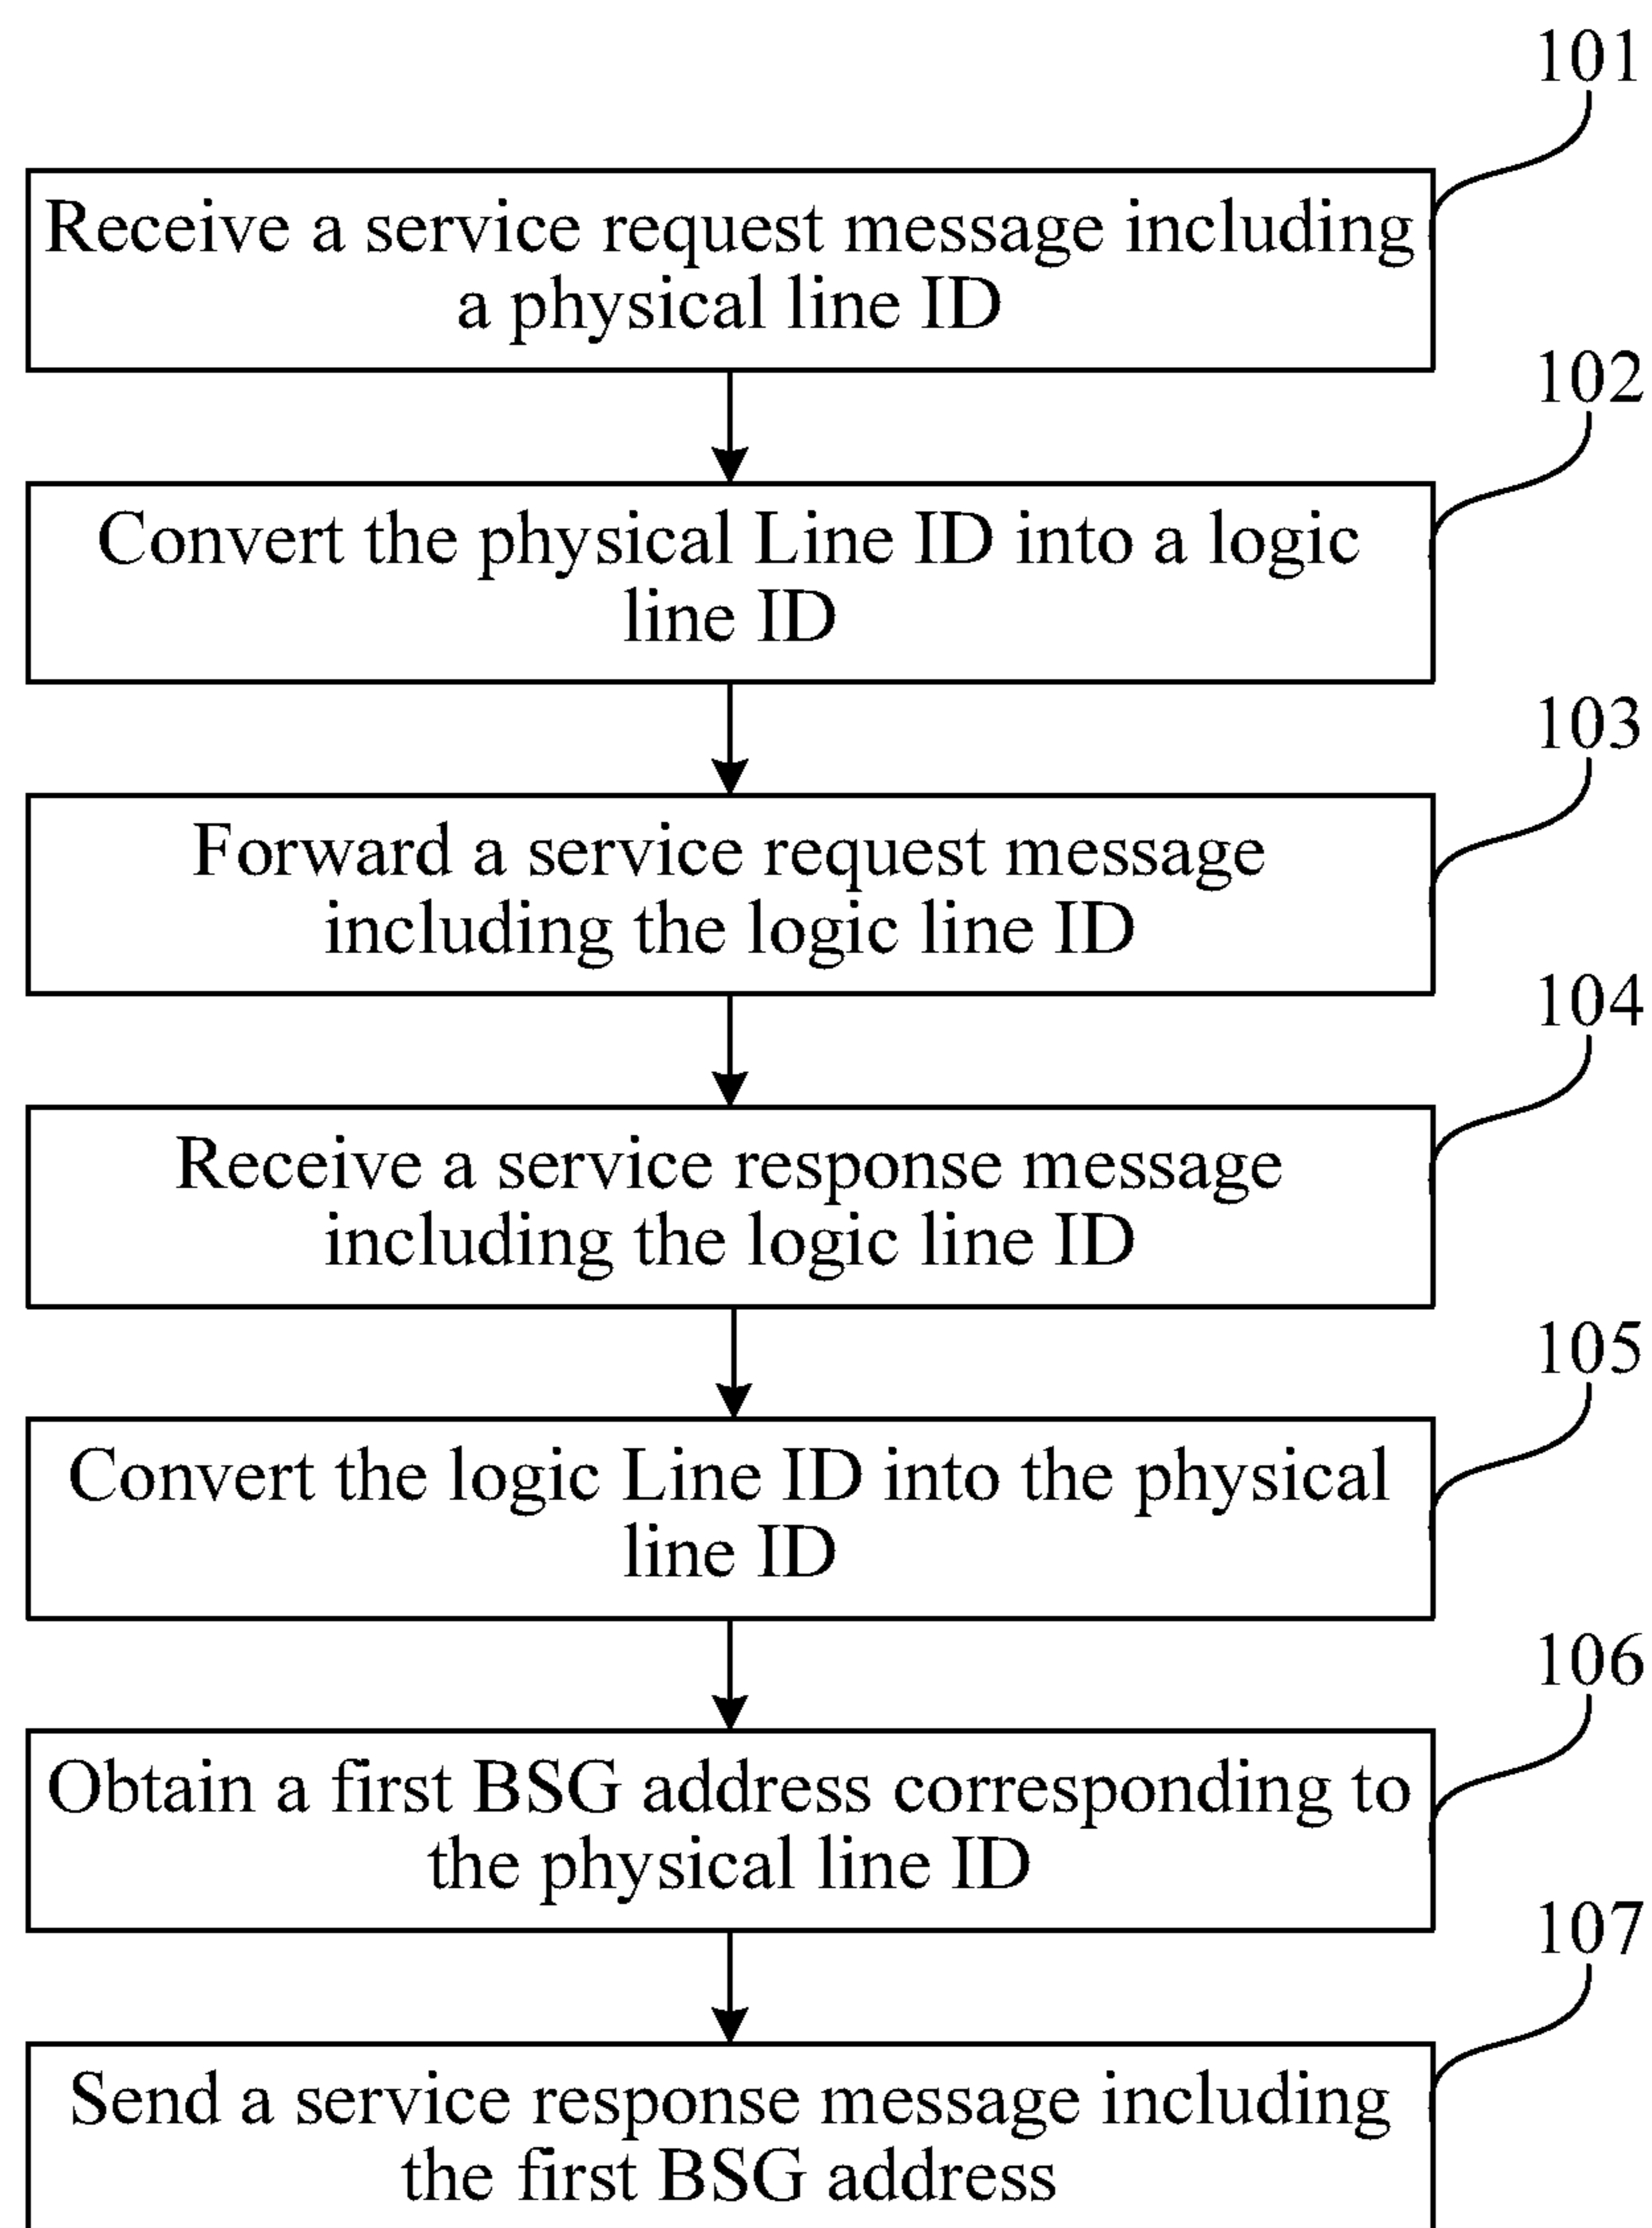 101
Receive a service request message including
a physical line ID
102
Convert the physical Line ID into a logic
line ID
103
Forward a service request message
including the logic line ID
104
Receive a service response message
including the logic line ID
105
Convert the logic Line ID into the physical
line ID
106
Obtain a first BSG address corresponding to
the physical line ID
107
Send a service response message including
the first BSG address